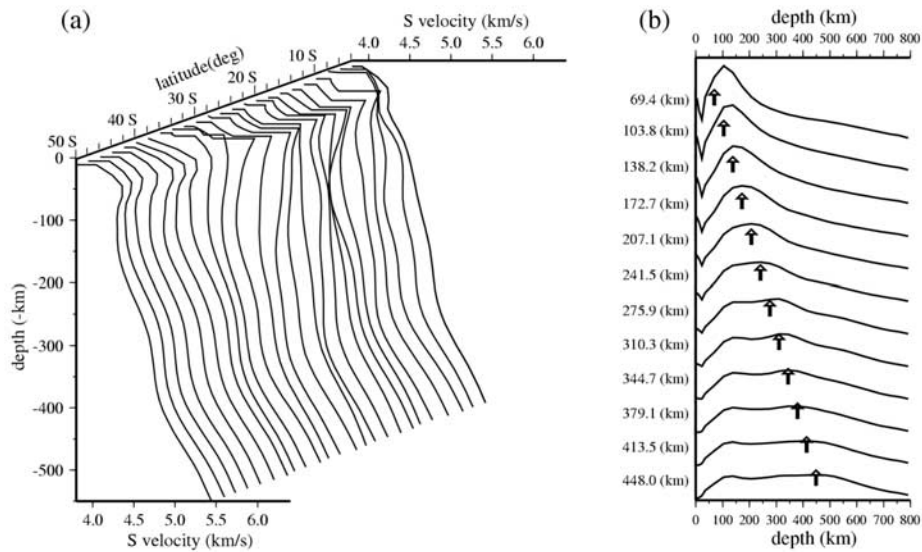 (a)
S velocity (km/s)
4.0 4.5 5.0 5.5 6.0
latitude(deg)
10 S
20 S
30 S
40 S
50 S
0
-100
-200
-300
-400
-500
depth (-km)
4.0 4.5 5.0 5.5 6.0
S velocity (km/s)
(b)
depth (km)
0 100 200 300 400 500 600 700 800
69.4 (km)
103.8 (km)
138.2 (km)
172.7 (km)
207.1 (km)
241.5 (km)
275.9 (km)
310.3 (km)
344.7 (km)
379.1 (km)
413.5 (km)
448.0 (km)
0 100 200 300 400 500 600 700 800
depth (km)